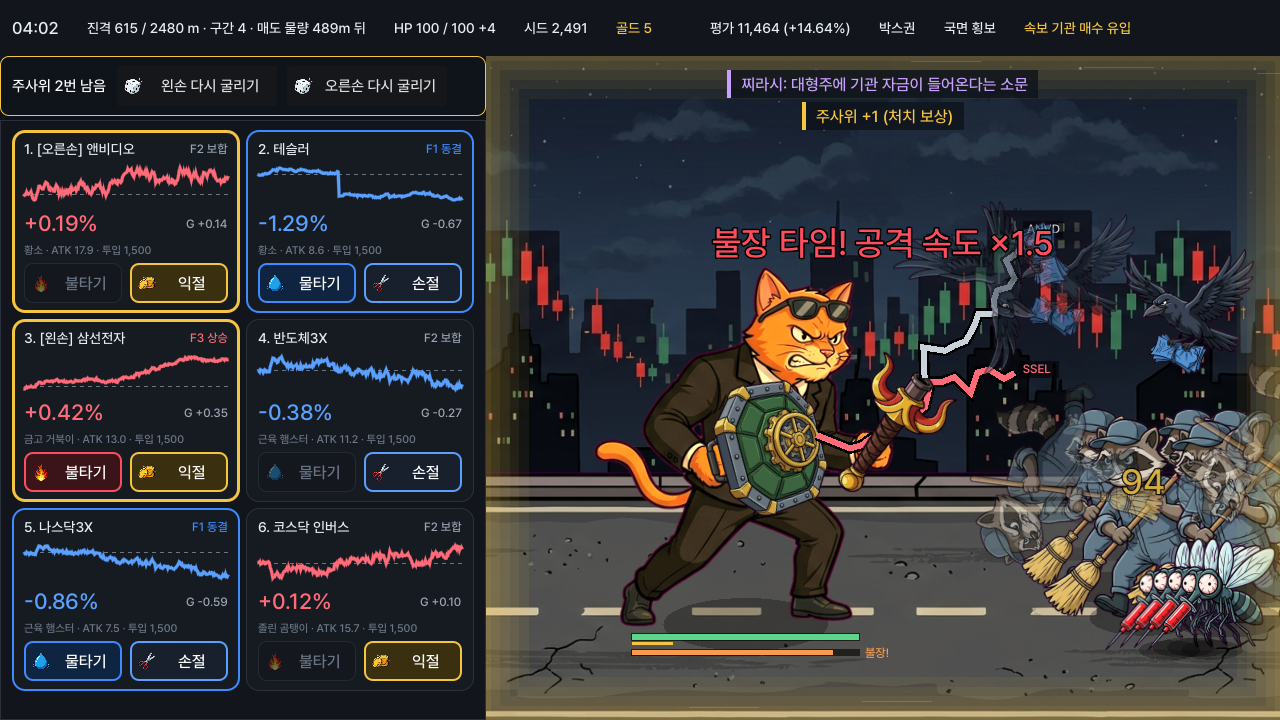 04:02 진격 615 / 2480 m · 구간 4 · 매도 물량 489m 뒤 HP 100 / 100 +4 시드 2,491 골드 5 평가 11,464 (+14.64%) 박스권 국면 횡보 속보 기관 매수 유입
주사위 2번 남음 왼손 다시 굴리기 오른손 다시 굴리기
1. [오른손] 앤비디오 F2 보합
+0.19% G +0.14
황소 · ATK 17.9 · 투입 1,500
불타기 익절
2. 테슬러 F1 동결
-1.29% G -0.67
황소 · ATK 8.6 · 투입 1,500
물타기 손절
3. [왼손] 삼선전자 F3 상승
+0.42% G +0.35
금고 거북이 · ATK 13.0 · 투입 1,500
불타기 익절
4. 반도체3X F2 보합
-0.38% G -0.27
근육 햄스터 · ATK 11.2 · 투입 1,500
물타기 손절
5. 나스닥3X F1 동결
-0.86% G -0.59
근육 햄스터 · ATK 7.5 · 투입 1,500
물타기 손절
6. 코스닥 인버스 F2 보합
+0.12% G +0.10
졸린 곰탱이 · ATK 15.7 · 투입 1,500
불타기 익절
찌라시: 대형주에 기관 자금이 들어온다는 소문
주사위 +1 (처치 보상)
불장 타임! 공격 속도 ×1.5
SSEL
94
불장!